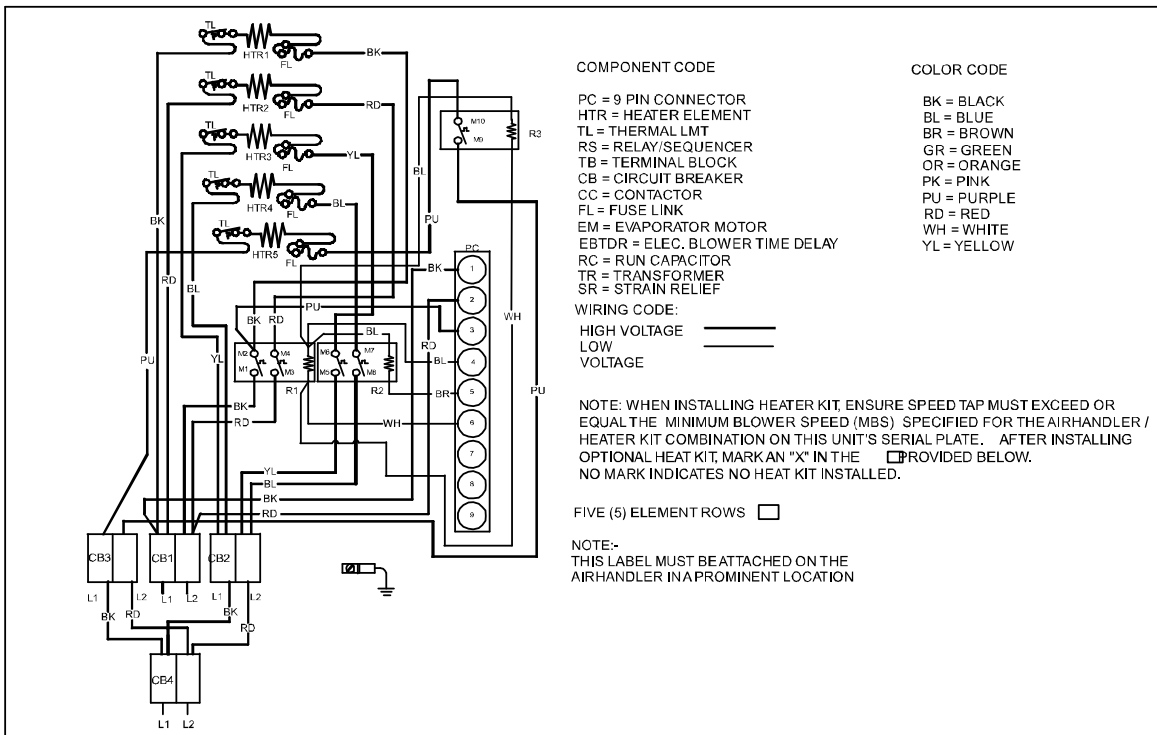 TL
HTR1
FL
BK
TL
HTR2
FL
RD
TL
HTR3
FL
YL
TL
HTR4
FL
BL
TL
HTR5
FL
M10
M9
R3
BL
PU
BK
RD
BL
PU
YL
BK
RD
PU
BL
RD
WH
PU
M2
M4
M1
M3
R1
M6
M7
M5
M8
R2
PC
BK
1
2
3
BL
4
BR
5
WH
6
7
8
9
BK
RD
YL
BL
BK
RD
CB3
CB1
CB2
L1
L2
L1
L2
L1
L2
BK
RD
BK
RD
CB4
L1
L2
COMPONENT CODE
PC = 9 PIN CONNECTOR
HTR = HEATER ELEMENT
TL = THERMAL LMT
RS = RELAY/SEQUENCER
TB = TERMINAL BLOCK
CB = CIRCUIT BREAKER
CC = CONTACTOR
FL = FUSE LINK
EM = EVAPORATOR MOTOR
EBTDR = ELEC. BLOWER TIME DELAY
RC = RUN CAPACITOR
TR = TRANSFORMER
SR = STRAIN RELIEF
WIRING CODE:
HIGH VOLTAGE
LOW
VOLTAGE
COLOR CODE
BK = BLACK
BL = BLUE
BR = BROWN
GR = GREEN
OR = ORANGE
PK = PINK
PU = PURPLE
RD = RED
WH = WHITE
YL = YELLOW
NOTE: WHEN INSTALLING HEATER KIT, ENSURE SPEED TAP MUST EXCEED OR
EQUAL THE MINIMUM BLOWER SPEED (MBS) SPECIFIED FOR THE AIRHANDLER /
HEATER KIT COMBINATION ON THIS UNIT'S SERIAL PLATE. AFTER INSTALLING
OPTIONAL HEAT KIT, MARK AN "X" IN THE PROVIDED BELOW.
NO MARK INDICATES NO HEAT KIT INSTALLED.
FIVE (5) ELEMENT ROWS
NOTE:-
THIS LABEL MUST BE ATTACHED ON THE
AIRHANDLER IN A PROMINENT LOCATION